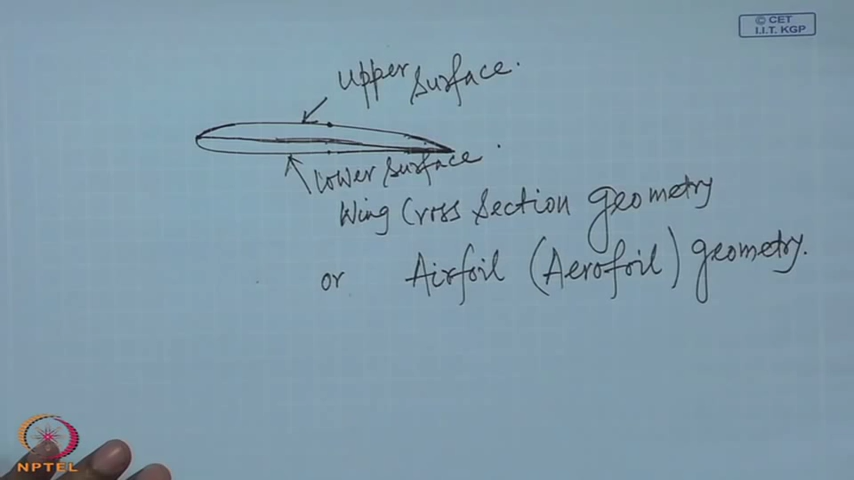 © CET
I.I.T. KGP
Upper Surface.
Lower Surface
Wing Cross Section geometry
or Airfoil (Aerofoil) geometry.
NPTEL